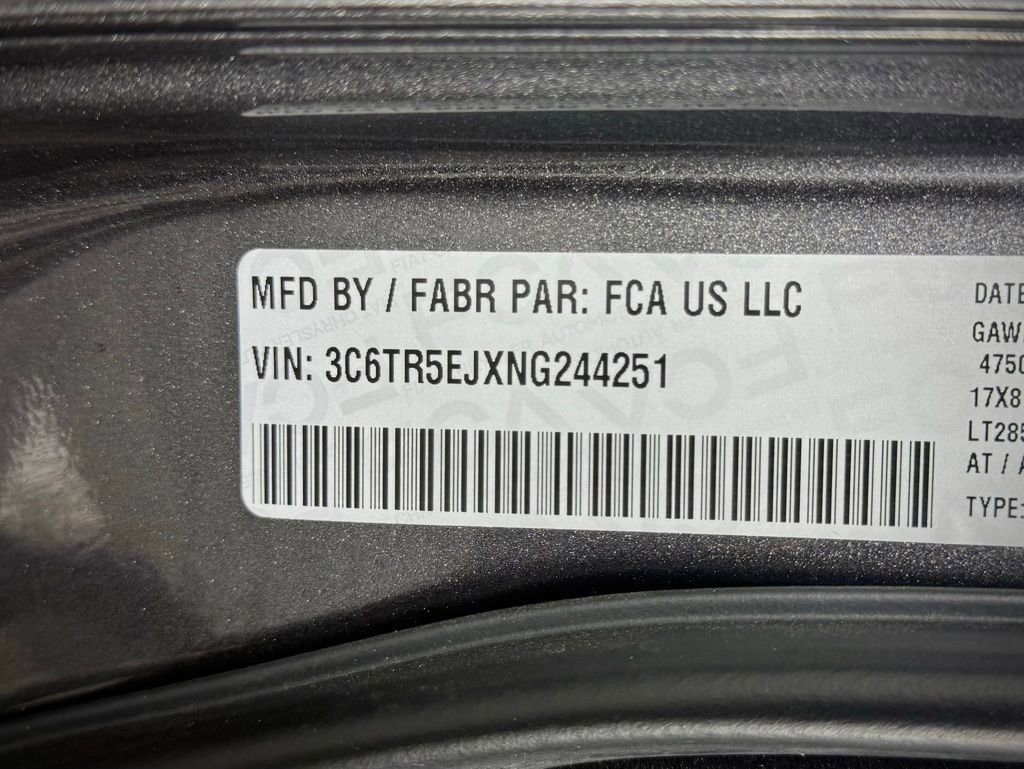 MFD BY / FABR PAR: FCA US LLC
VIN: 3C6TR5EJXNG244251
DATE
GAW
4750
17X8
LT285
AT /
TYPE: